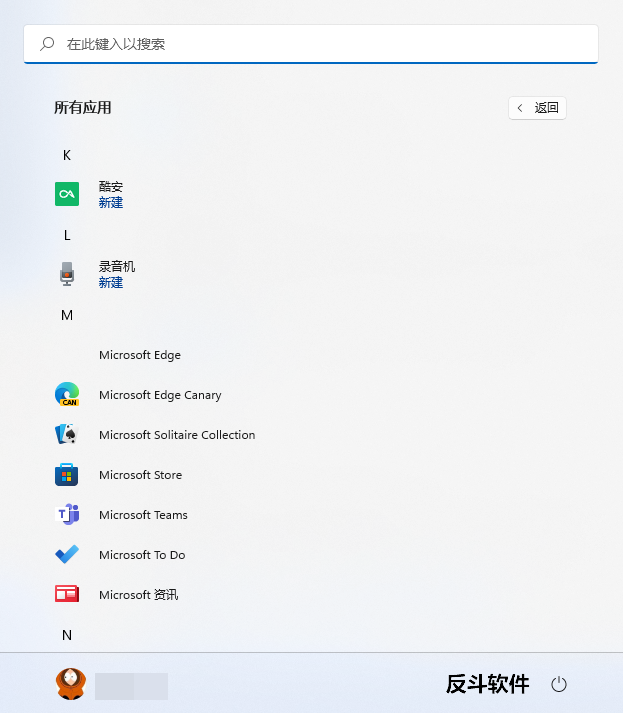 在此键入以搜索
所有应用
返回
K
酷安
新建
L
录音机
新建
M
Microsoft Edge
CAN
Microsoft Edge Canary
Microsoft Solitaire Collection
Microsoft Store
T
Microsoft Teams
Microsoft To Do
Microsoft 资讯
N
反斗软件